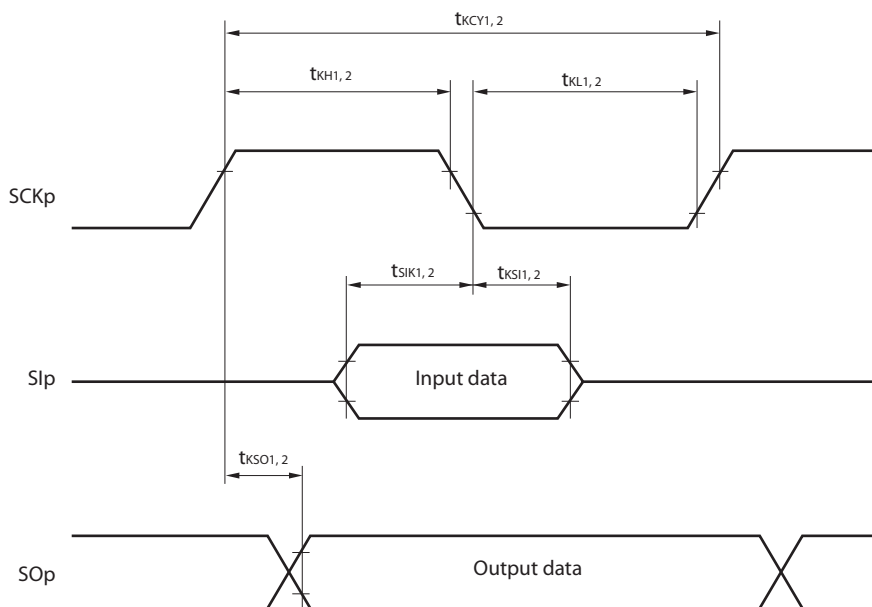 tKCY1, 2
tKH1, 2
tKL1, 2
SCKp
tSIK1, 2
tKSI1, 2
SIp
Input data
tKSO1, 2
SOp
Output data